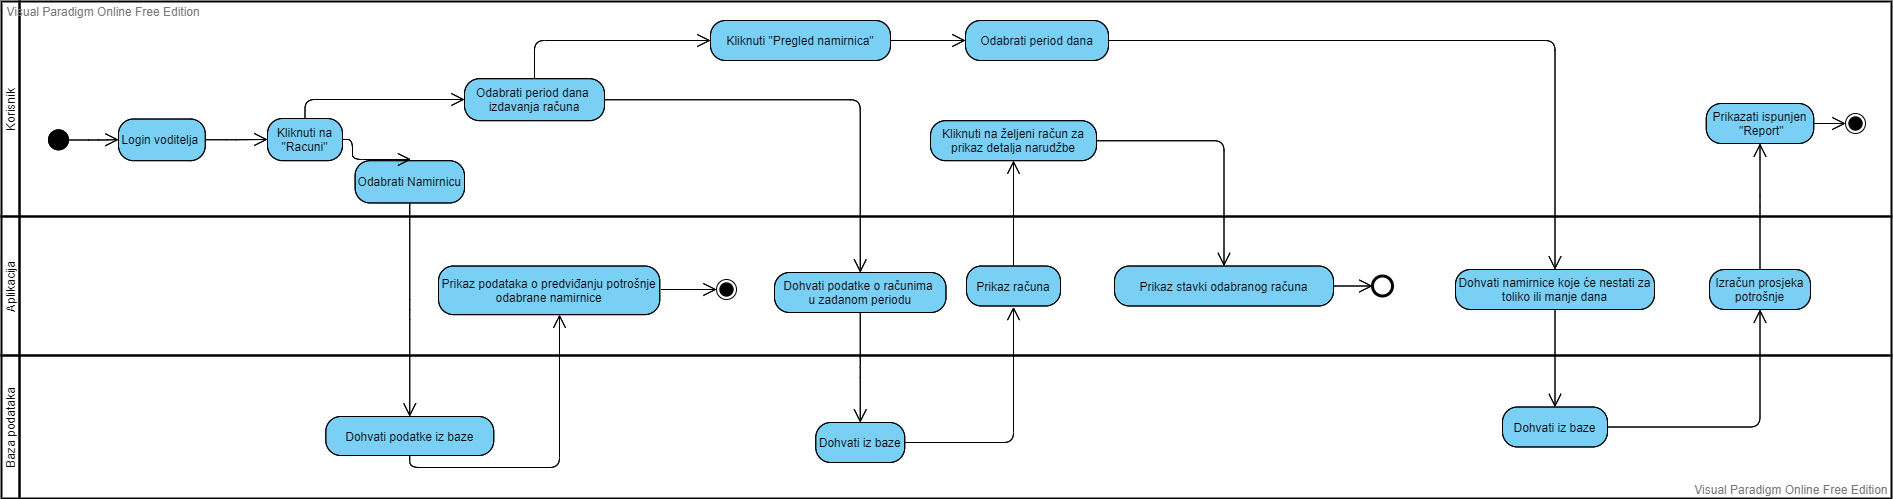 Visual Paradigm Online Free Edition
Korisnik
Login voditelja
Kliknuti na
"Racuni"
Odabrati Namirnicu
Odabrati period dana
izdavanja računa
Kliknuti "Pregled namirnica"
Odabrati period dana
Kliknuti na željeni račun za
prikaz detalja narudžbe
Prikazati ispunjen
"Report"
Aplikacija
Prikaz podataka o predviđanju potrošnje
odabrane namirnice
Dohvati podatke o računima
u zadanom periodu
Prikaz računa
Prikaz stavki odabranog računa
Dohvati namirnice koje će nestati za
toliko ili manje dana
Izračun prosjeka
potrošnje
Baza podataka
Dohvati podatke iz baze
Dohvati iz baze
Dohvati iz baze
Visual Paradigm Online Free Edition